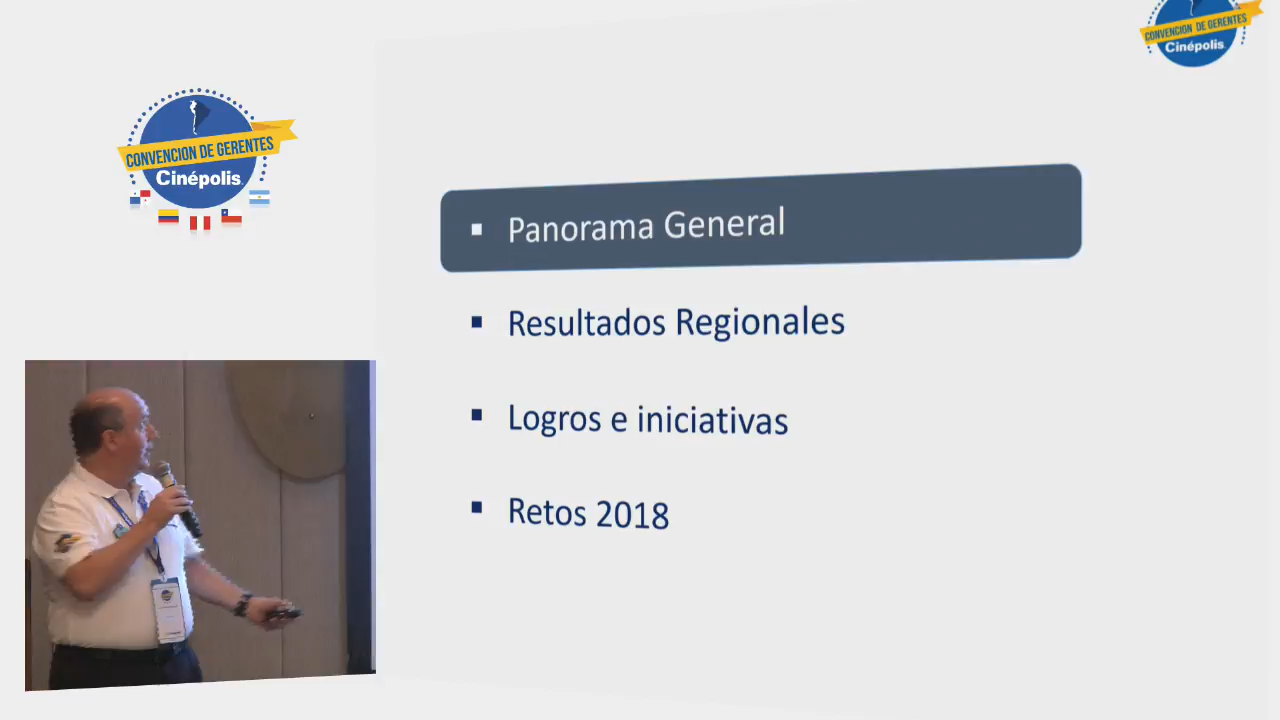 CONVENCION DE GERENTES
Cinépolis
CONVENCION DE GERENTES
Cinépolis
▪ Panorama General
▪ Resultados Regionales
▪ Logros e iniciativas
▪ Retos 2018